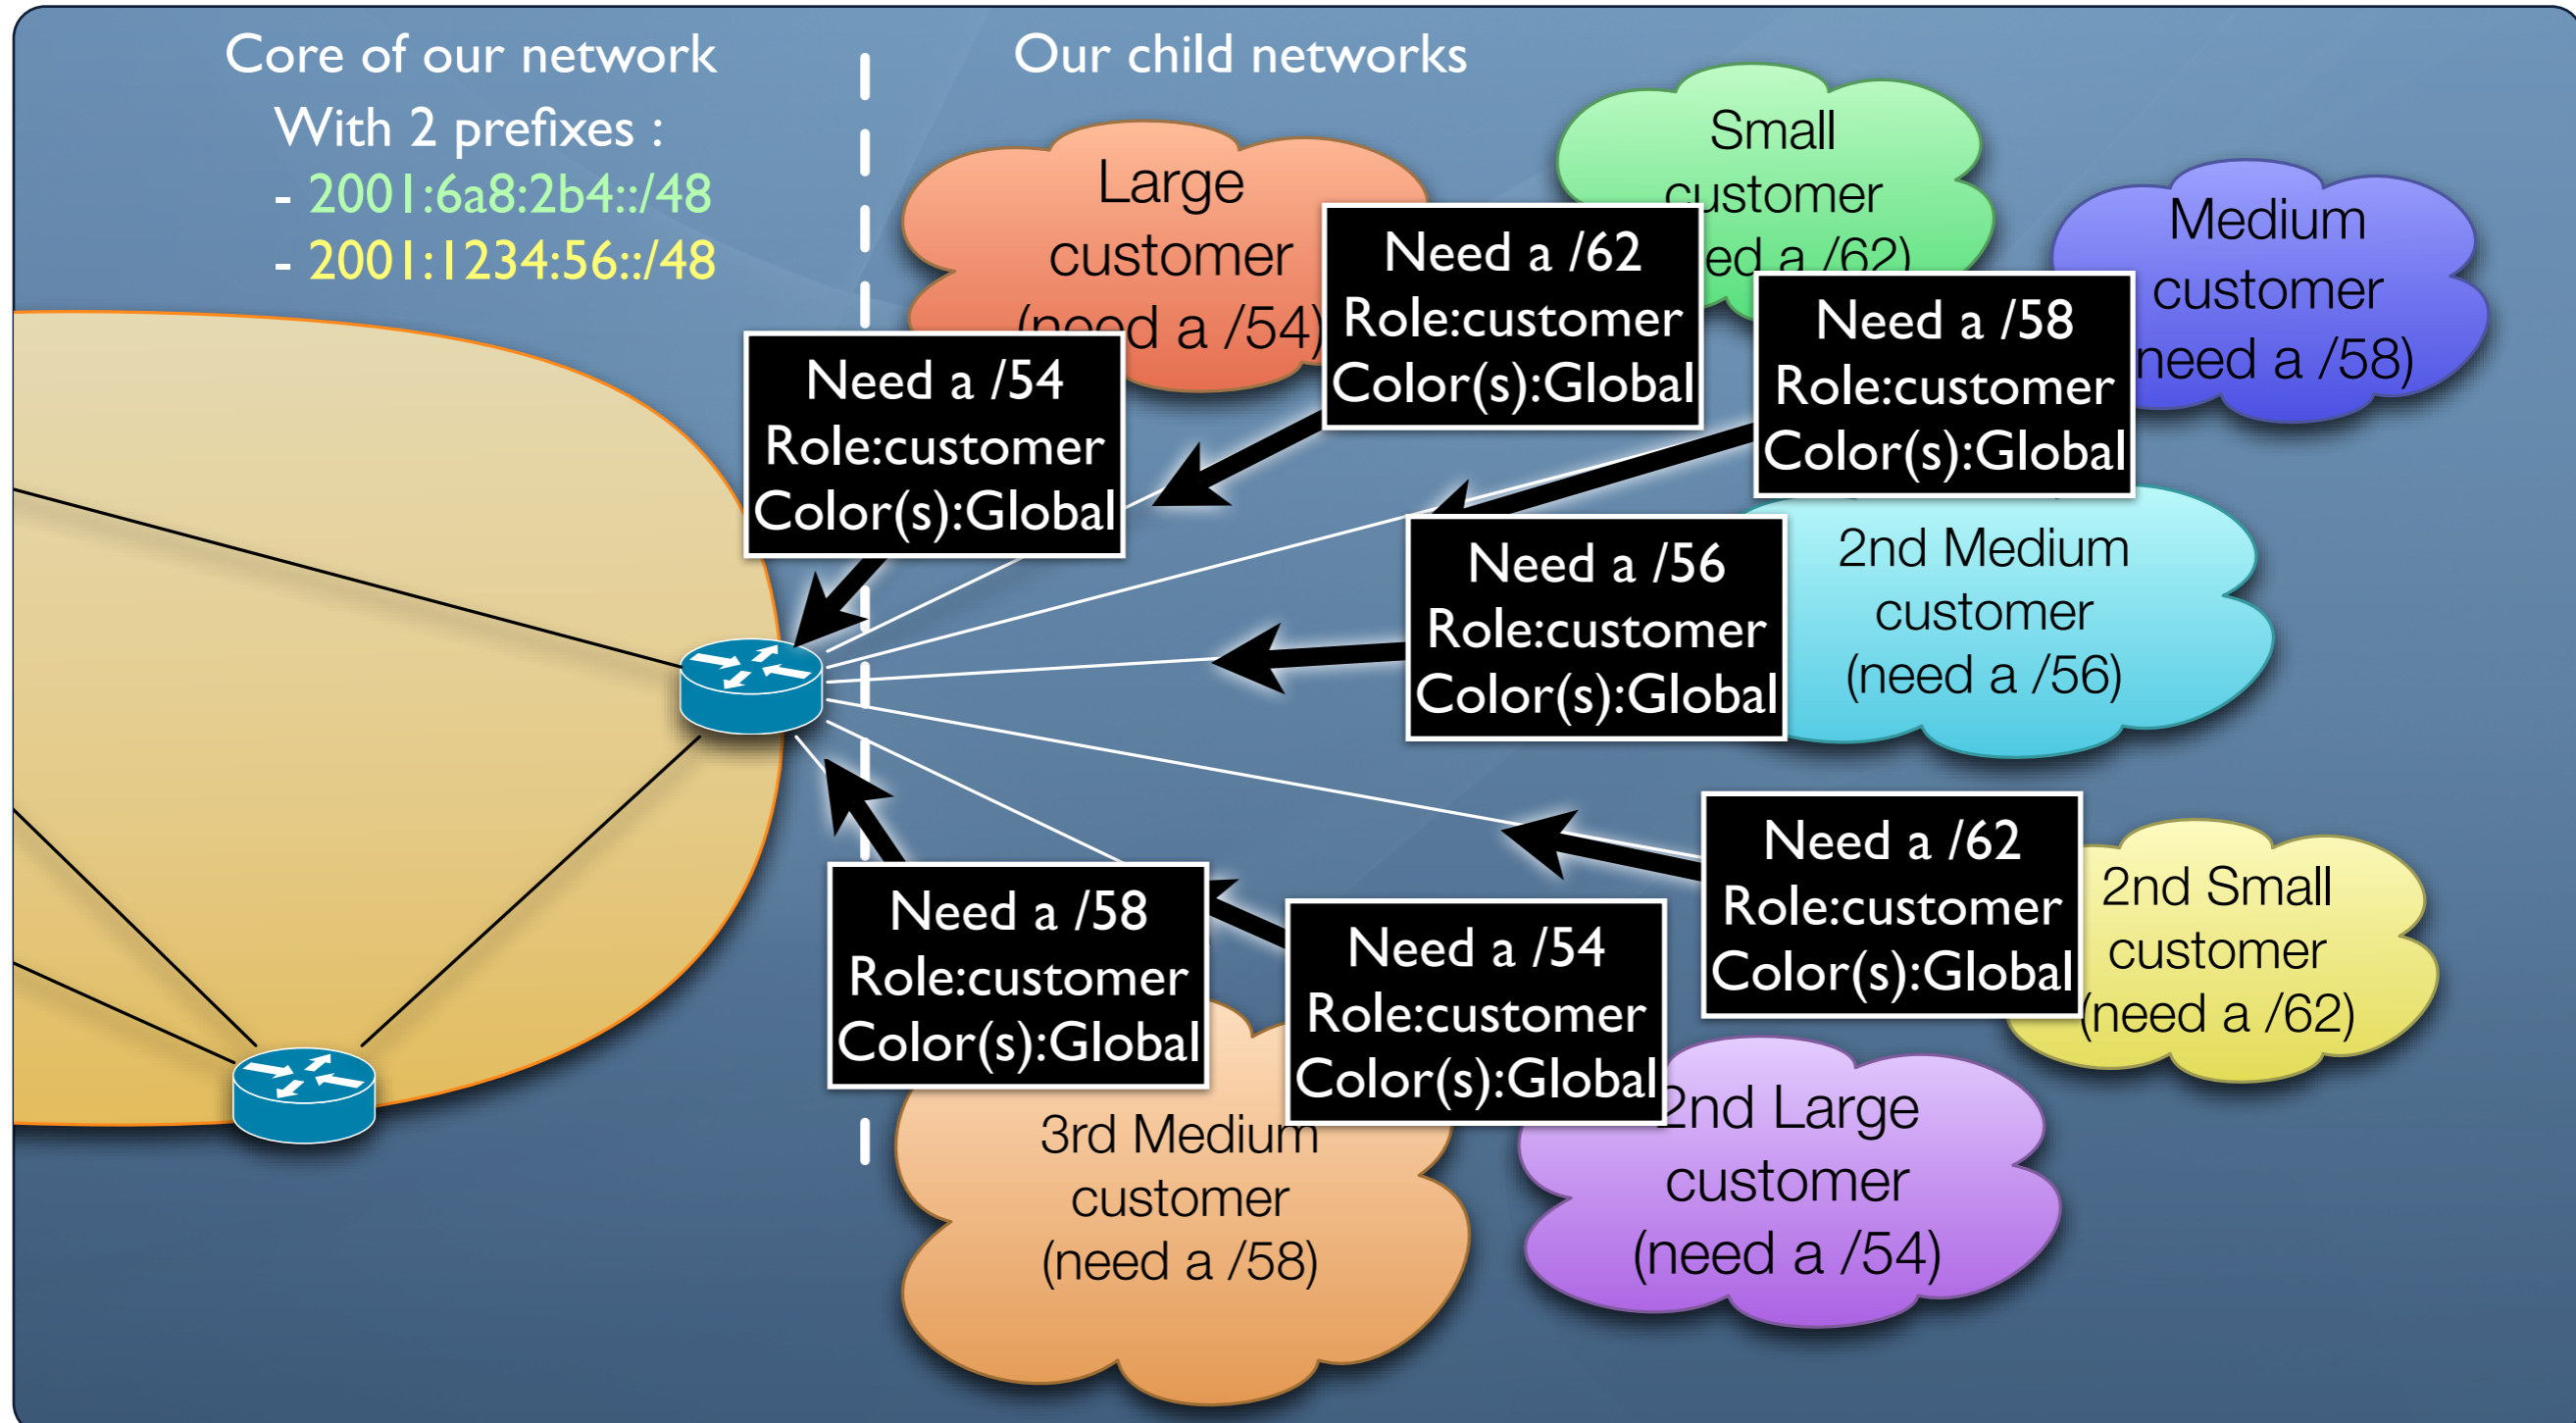 Core of our network
With 2 prefixes :
- 2001:6a8:2b4::/48
- 2001:1234:56::/48
Our child networks
Large
customer
(need a /54)
Small
customer
ed a /62)
Medium
customer
need a /58)
Need a /54
Role:customer
Color(s):Global
Need a /62
Role:customer
Color(s):Global
Need a /58
Role:customer
Color(s):Global
Need a /56
Role:customer
Color(s):Global
2nd Medium
customer
(need a /56)
Need a /62
Role:customer
Color(s):Global
2nd Small
customer
(need a /62)
Need a /58
Role:customer
Color(s):Global
Need a /54
Role:customer
Color(s):Global
3rd Medium
customer
(need a /58)
2nd Large
customer
(need a /54)